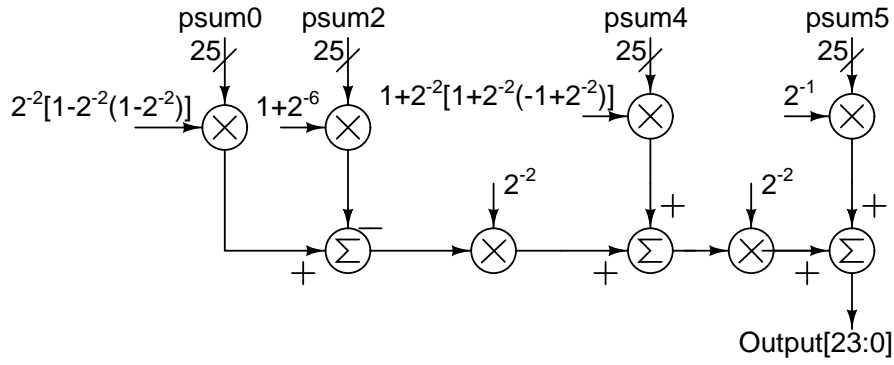 psum0 psum2 psum4 psum5
25 25 25 25
2⁻²[1-2⁻²(1-2⁻²)] 1+2⁻⁶ 1+2⁻²[1+2⁻²(-1+2⁻²)] 2⁻¹
2⁻² 2⁻²
− + +
Σ Σ Σ
+ + +
Output[23:0]